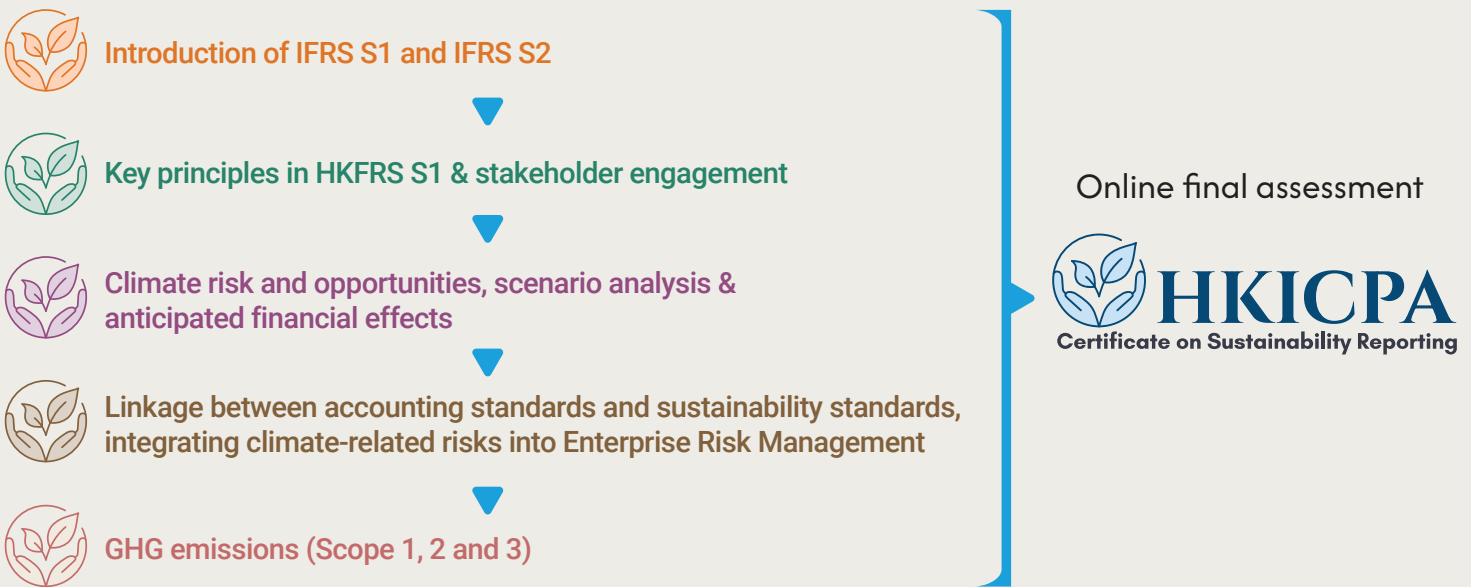 Introduction of IFRS S1 and IFRS S2
Key principles in HKFRS S1 & stakeholder engagement
Climate risk and opportunities, scenario analysis &
anticipated financial effects
Linkage between accounting standards and sustainability standards,
integrating climate-related risks into Enterprise Risk Management
GHG emissions (Scope 1, 2 and 3)
Online final assessment
HKICPA
Certificate on Sustainability Reporting